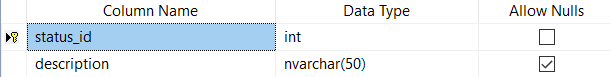 Column Name Data Type Allow Nulls
status_id int
description nvarchar(50)